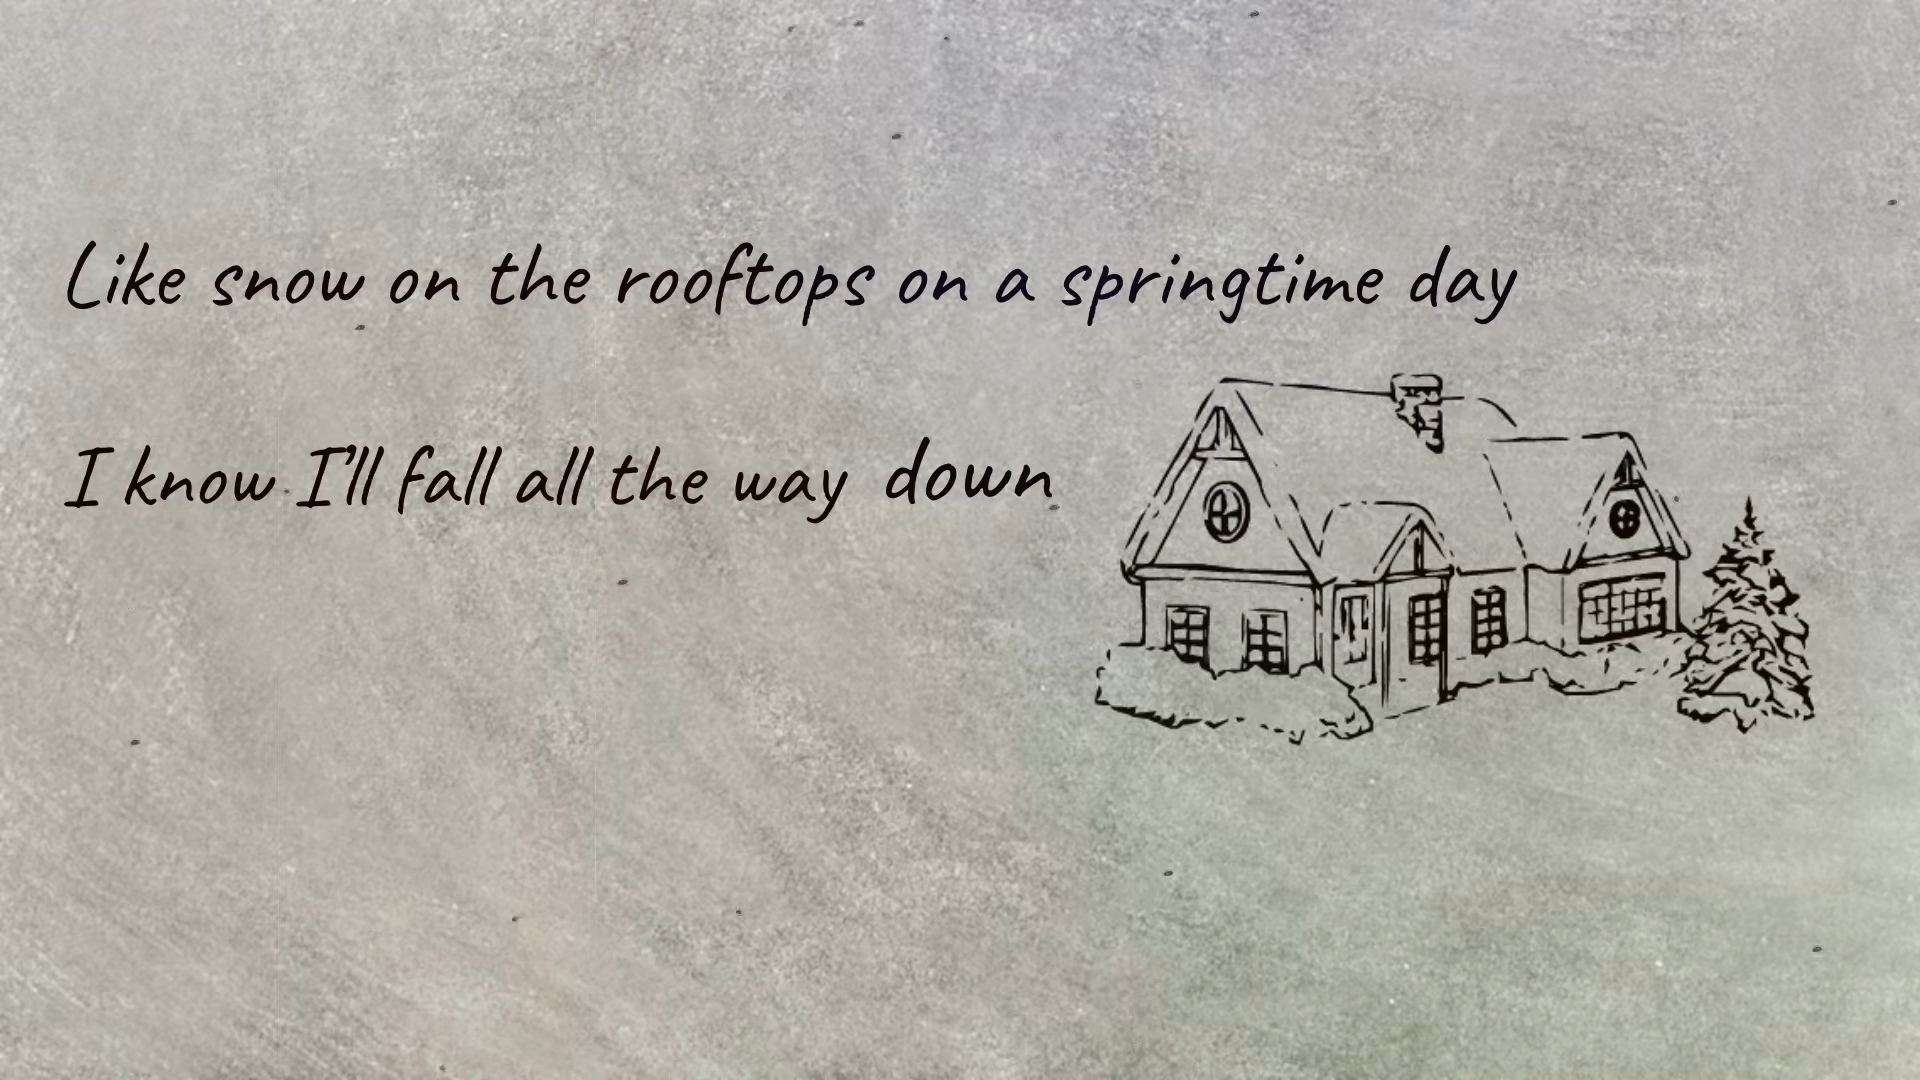 Like snow on the rooftops on a springtime day
I know I'll fall all the way down